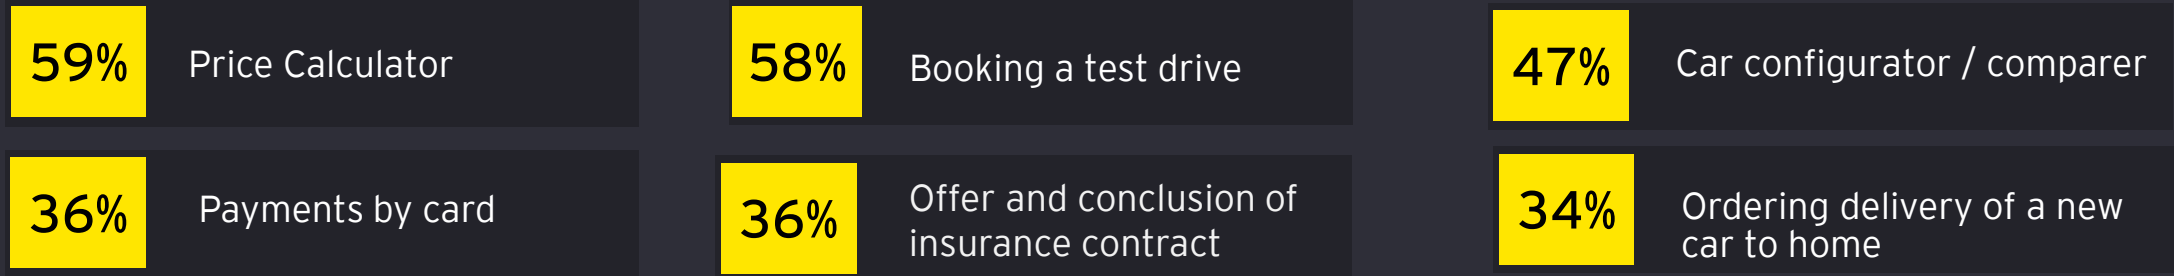 59%
Price Calculator
58%
Booking a test drive
47%
Car configurator / comparer
36%
Payments by card
36%
Offer and conclusion of
insurance contract
34%
Ordering delivery of a new
car to home